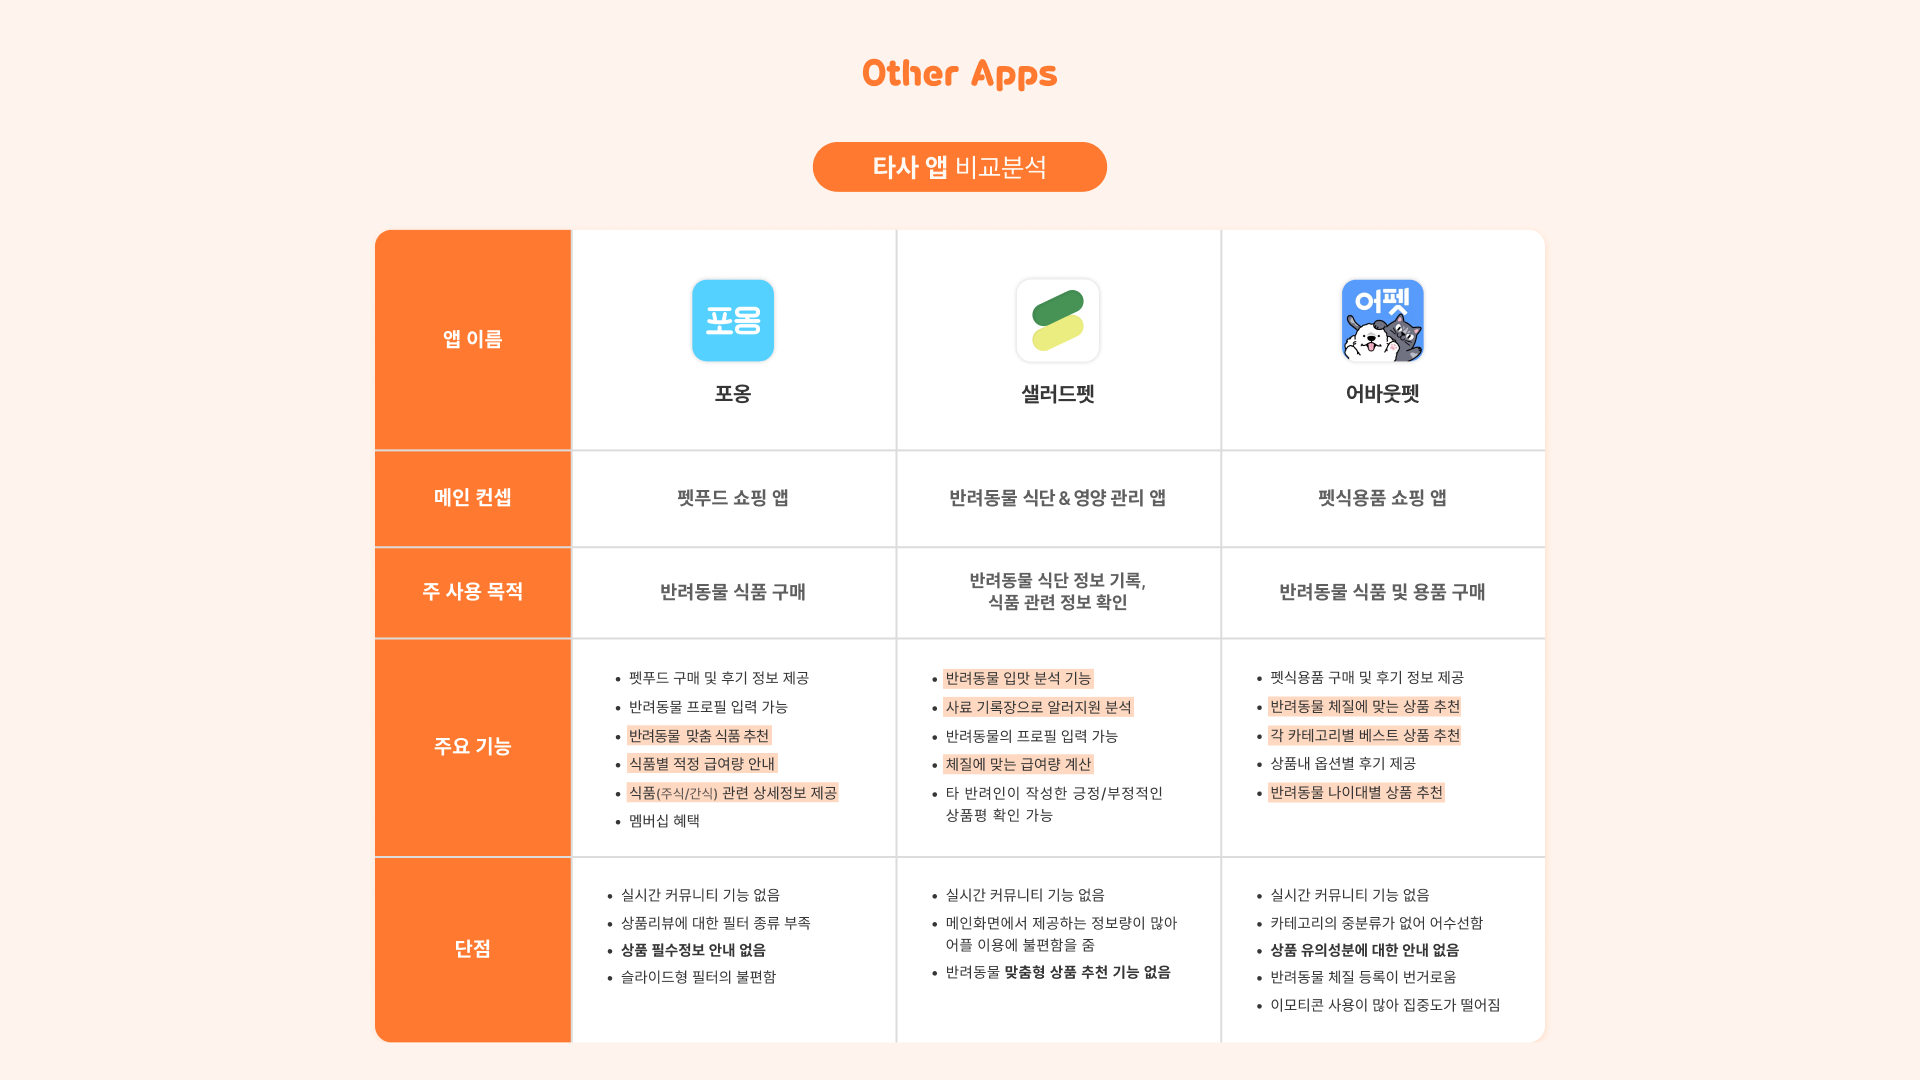 Other Apps
타사 앱 비교분석
앱 이름
포옹
포옹
샐러드펫
어펫
어바웃펫
메인 컨셉
펫푸드 쇼핑 앱
반려동물 식단 & 영양 관리 앱
펫식용품 쇼핑 앱
주 사용 목적
반려동물 식품 구매
반려동물 식단 정보 기록,
식품 관련 정보 확인
반려동물 식품 및 용품 구매
주요 기능
• 펫푸드 구매 및 후기 정보 제공
• 반려동물 프로필 입력 가능
• 반려동물 맞춤 식품 추천
• 식품별 적정 급여량 안내
• 식품(주식/간식) 관련 상세정보 제공
• 멤버십 혜택
• 반려동물 입맛 분석 기능
• 사료 기록장으로 알러지원 분석
• 반려동물의 프로필 입력 가능
• 체질에 맞는 급여량 계산
• 타 반려인이 작성한 긍정/부정적인
상품평 확인 가능
• 펫식용품 구매 및 후기 정보 제공
• 반려동물 체질에 맞는 상품 추천
• 각 카테고리별 베스트 상품 추천
• 상품내 옵션별 후기 제공
• 반려동물 나이대별 상품 추천
단점
• 실시간 커뮤니티 기능 없음
• 상품리뷰에 대한 필터 종류 부족
• 상품 필수정보 안내 없음
• 슬라이드형 필터의 불편함
• 실시간 커뮤니티 기능 없음
• 메인화면에서 제공하는 정보량이 많아
어플 이용에 불편함을 줌
• 반려동물 맞춤형 상품 추천 기능 없음
• 실시간 커뮤니티 기능 없음
• 카테고리의 중분류가 없어 어수선함
• 상품 유의성분에 대한 안내 없음
• 반려동물 체질 등록이 번거로움
• 이모티콘 사용이 많아 집중도가 떨어짐